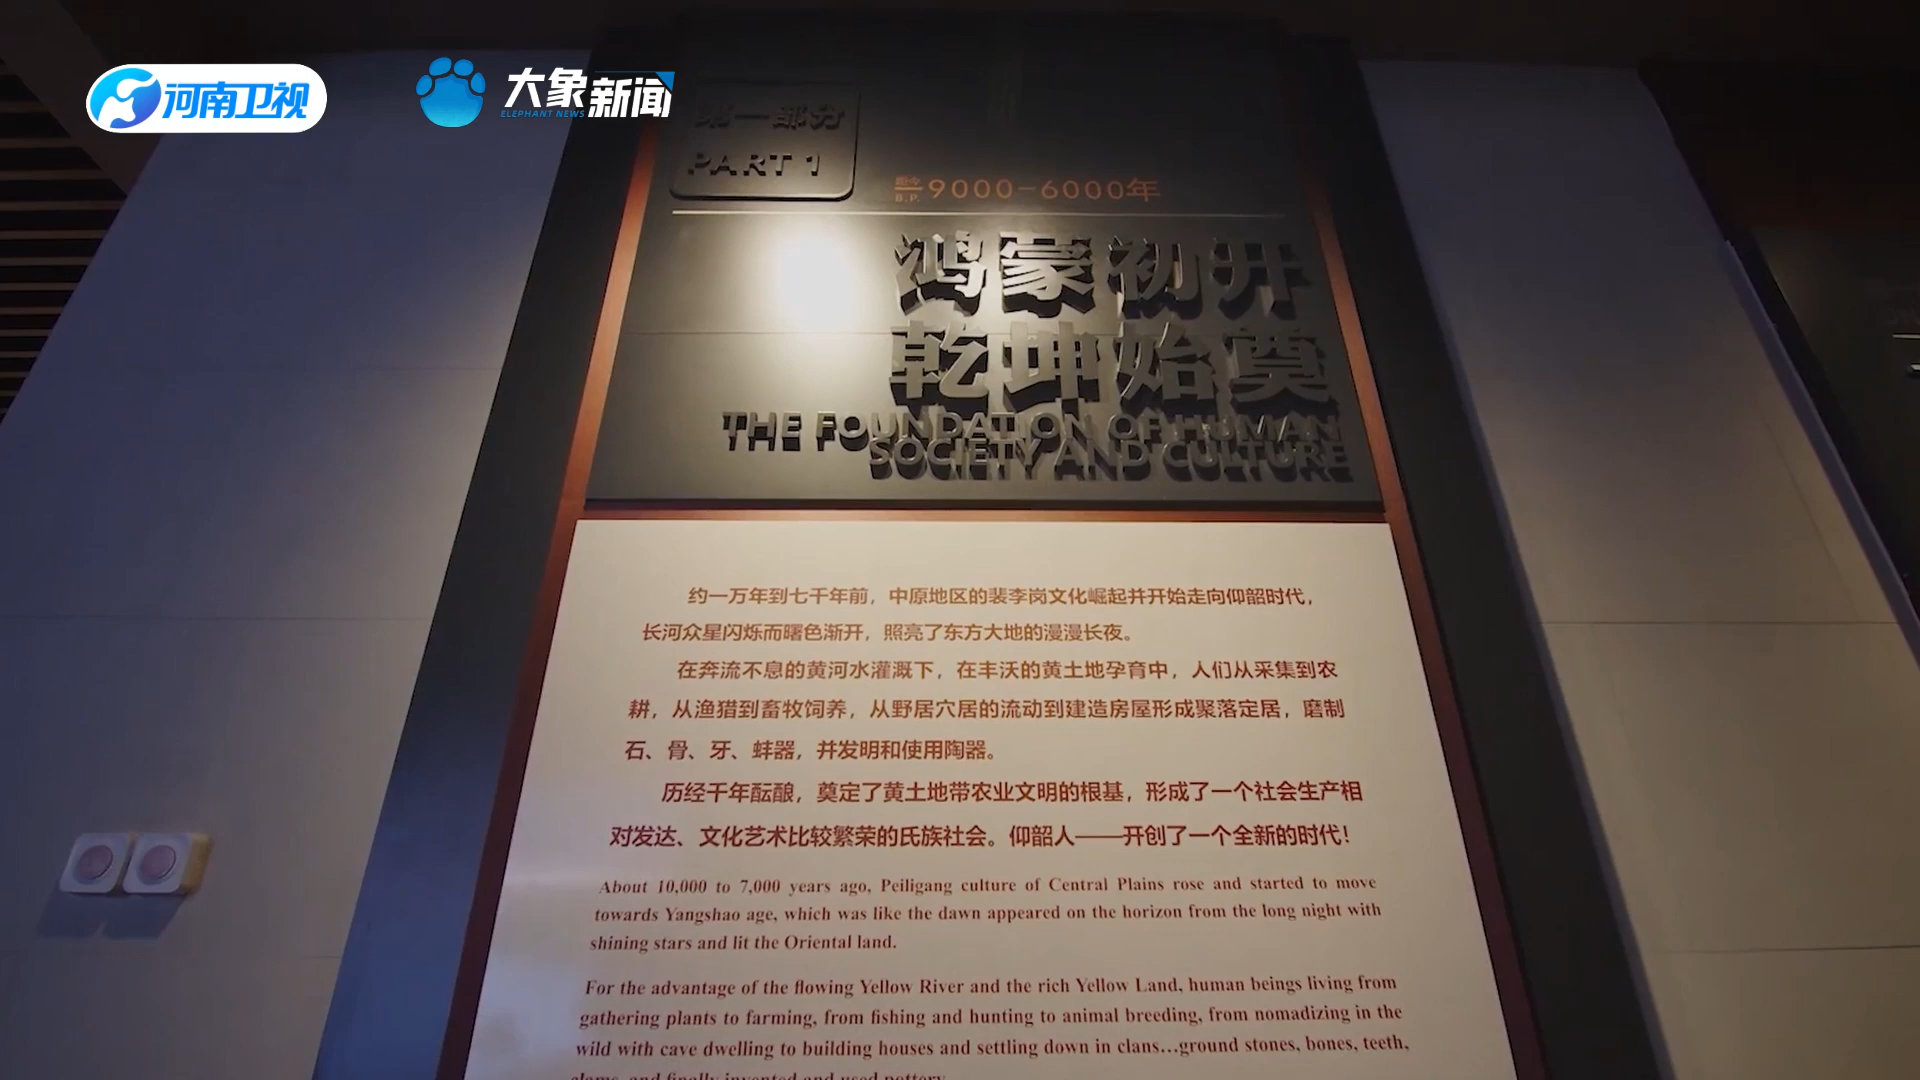 河南卫视
大象新闻
ELEPHANT NEWS
第一部分
PART 1
距今
B.P.
9000-6000年
鸿蒙初开
乾坤始奠
THE FOUNDATION OF HUMAN
SOCIETY AND CULTURE
约一万年到七千年前，中原地区的裴李岗文化崛起并开始走向仰韶时代，
长河众星闪烁而曙色渐开，照亮了东方大地的漫漫长夜。
在奔流不息的黄河水灌溉下，在丰沃的黄土地孕育中，人们从采集到农
耕，从渔猎到畜牧饲养，从野居穴居的流动到建造房屋形成聚落定居，磨制
石、骨、牙、蚌器，并发明和使用陶器。
历经千年酝酿，奠定了黄土地带农业文明的根基，形成了一个社会生产相
对发达、文化艺术比较繁荣的氏族社会。仰韶人——开创了一个全新的时代！
About 10,000 to 7,000 years ago, Peiligang culture of Central Plains rose and started to move
towards Yangshao age, which was like the dawn appeared on the horizon from the long night with
shining stars and lit the Oriental land.
For the advantage of the flowing Yellow River and the rich Yellow Land, human beings living from
gathering plants to farming, from fishing and hunting to animal breeding, from nomadizing in the
wild with cave dwelling to building houses and settling down in clans…ground stones, bones, teeth,
clams, and finally invented and used pottery.